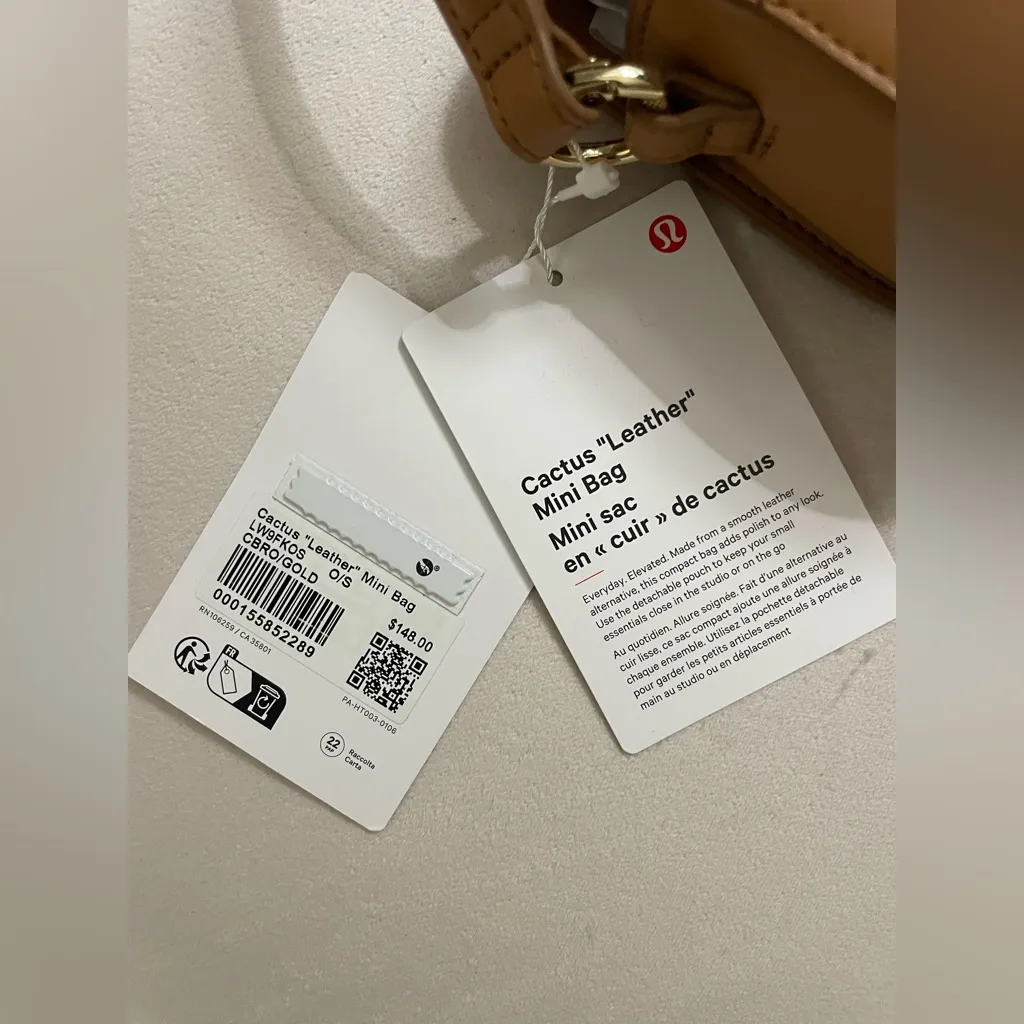 Cactus "Leather"
Mini Bag
Mini sac
en « cuir » de cactus
Everyday. Elevated. Made from a smooth leather
alternative, this compact bag adds polish to any look.
Use the detachable pouch to keep your small
essentials close in the studio or on the go
Au quotidien. Allure soignée. Fait d'une alternative au
cuir lisse, ce sac compact ajoute une allure soignée à
chaque ensemble. Utilisez la pochette détachable
pour garder les petits articles essentiels à portée de
main au studio ou en déplacement
Cactus "Leather" Mini Bag
LW9FKOS
CBRO/GOLD O/S
$148.00
000155852289
RN106259 / CA35801
PA-HT003-0106
FR
22
PAP
Raccolta
Carta